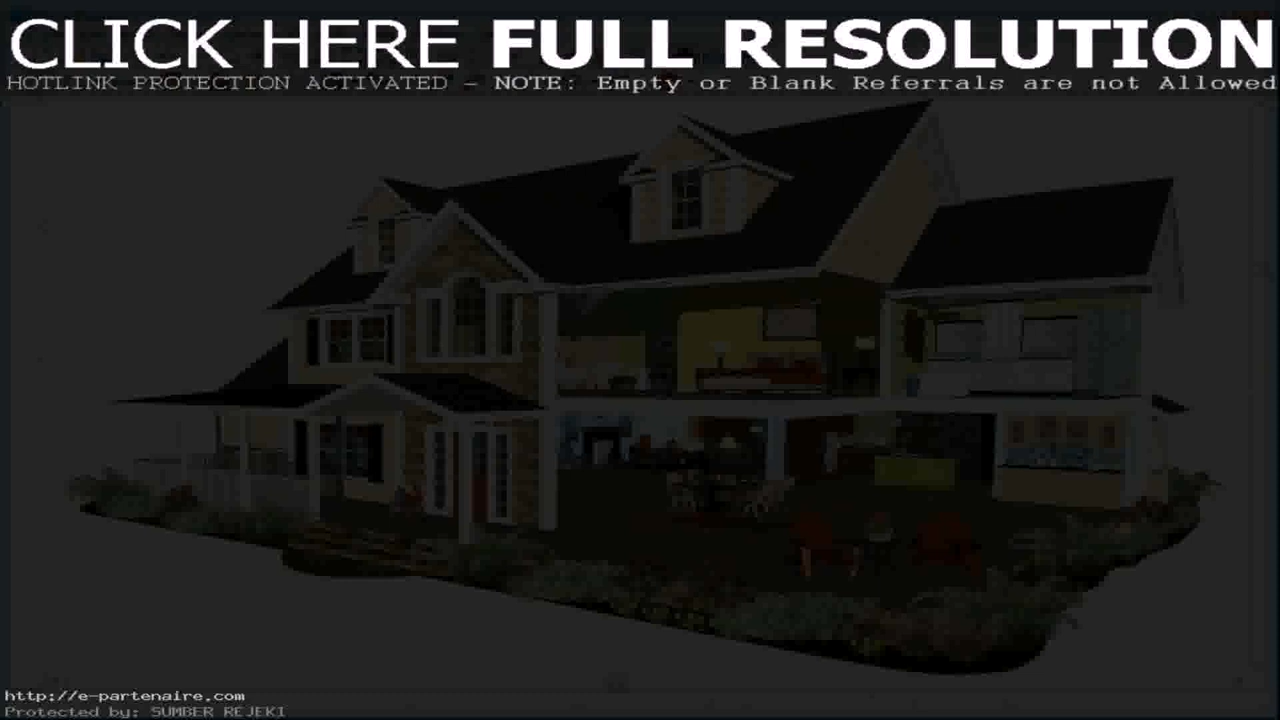 CLICK HERE FULL RESOLUTION
HOTLINK PROTECTION ACTIVATED – NOTE: Empty or Blank Referrals are not Allowed
http://e-partenaire.com
Protected by: SUMBER REJEKI